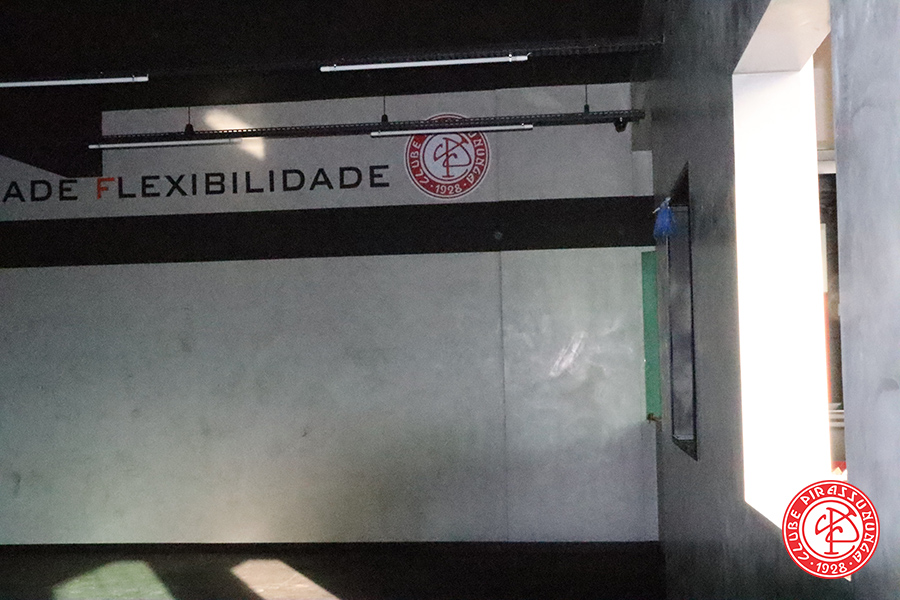 ADE FLEXIBILIDADE
CLUBE PIRASSUNUNGA
· 1928 ·
CLUBE PIRASSUNUNGA
· 1928 ·